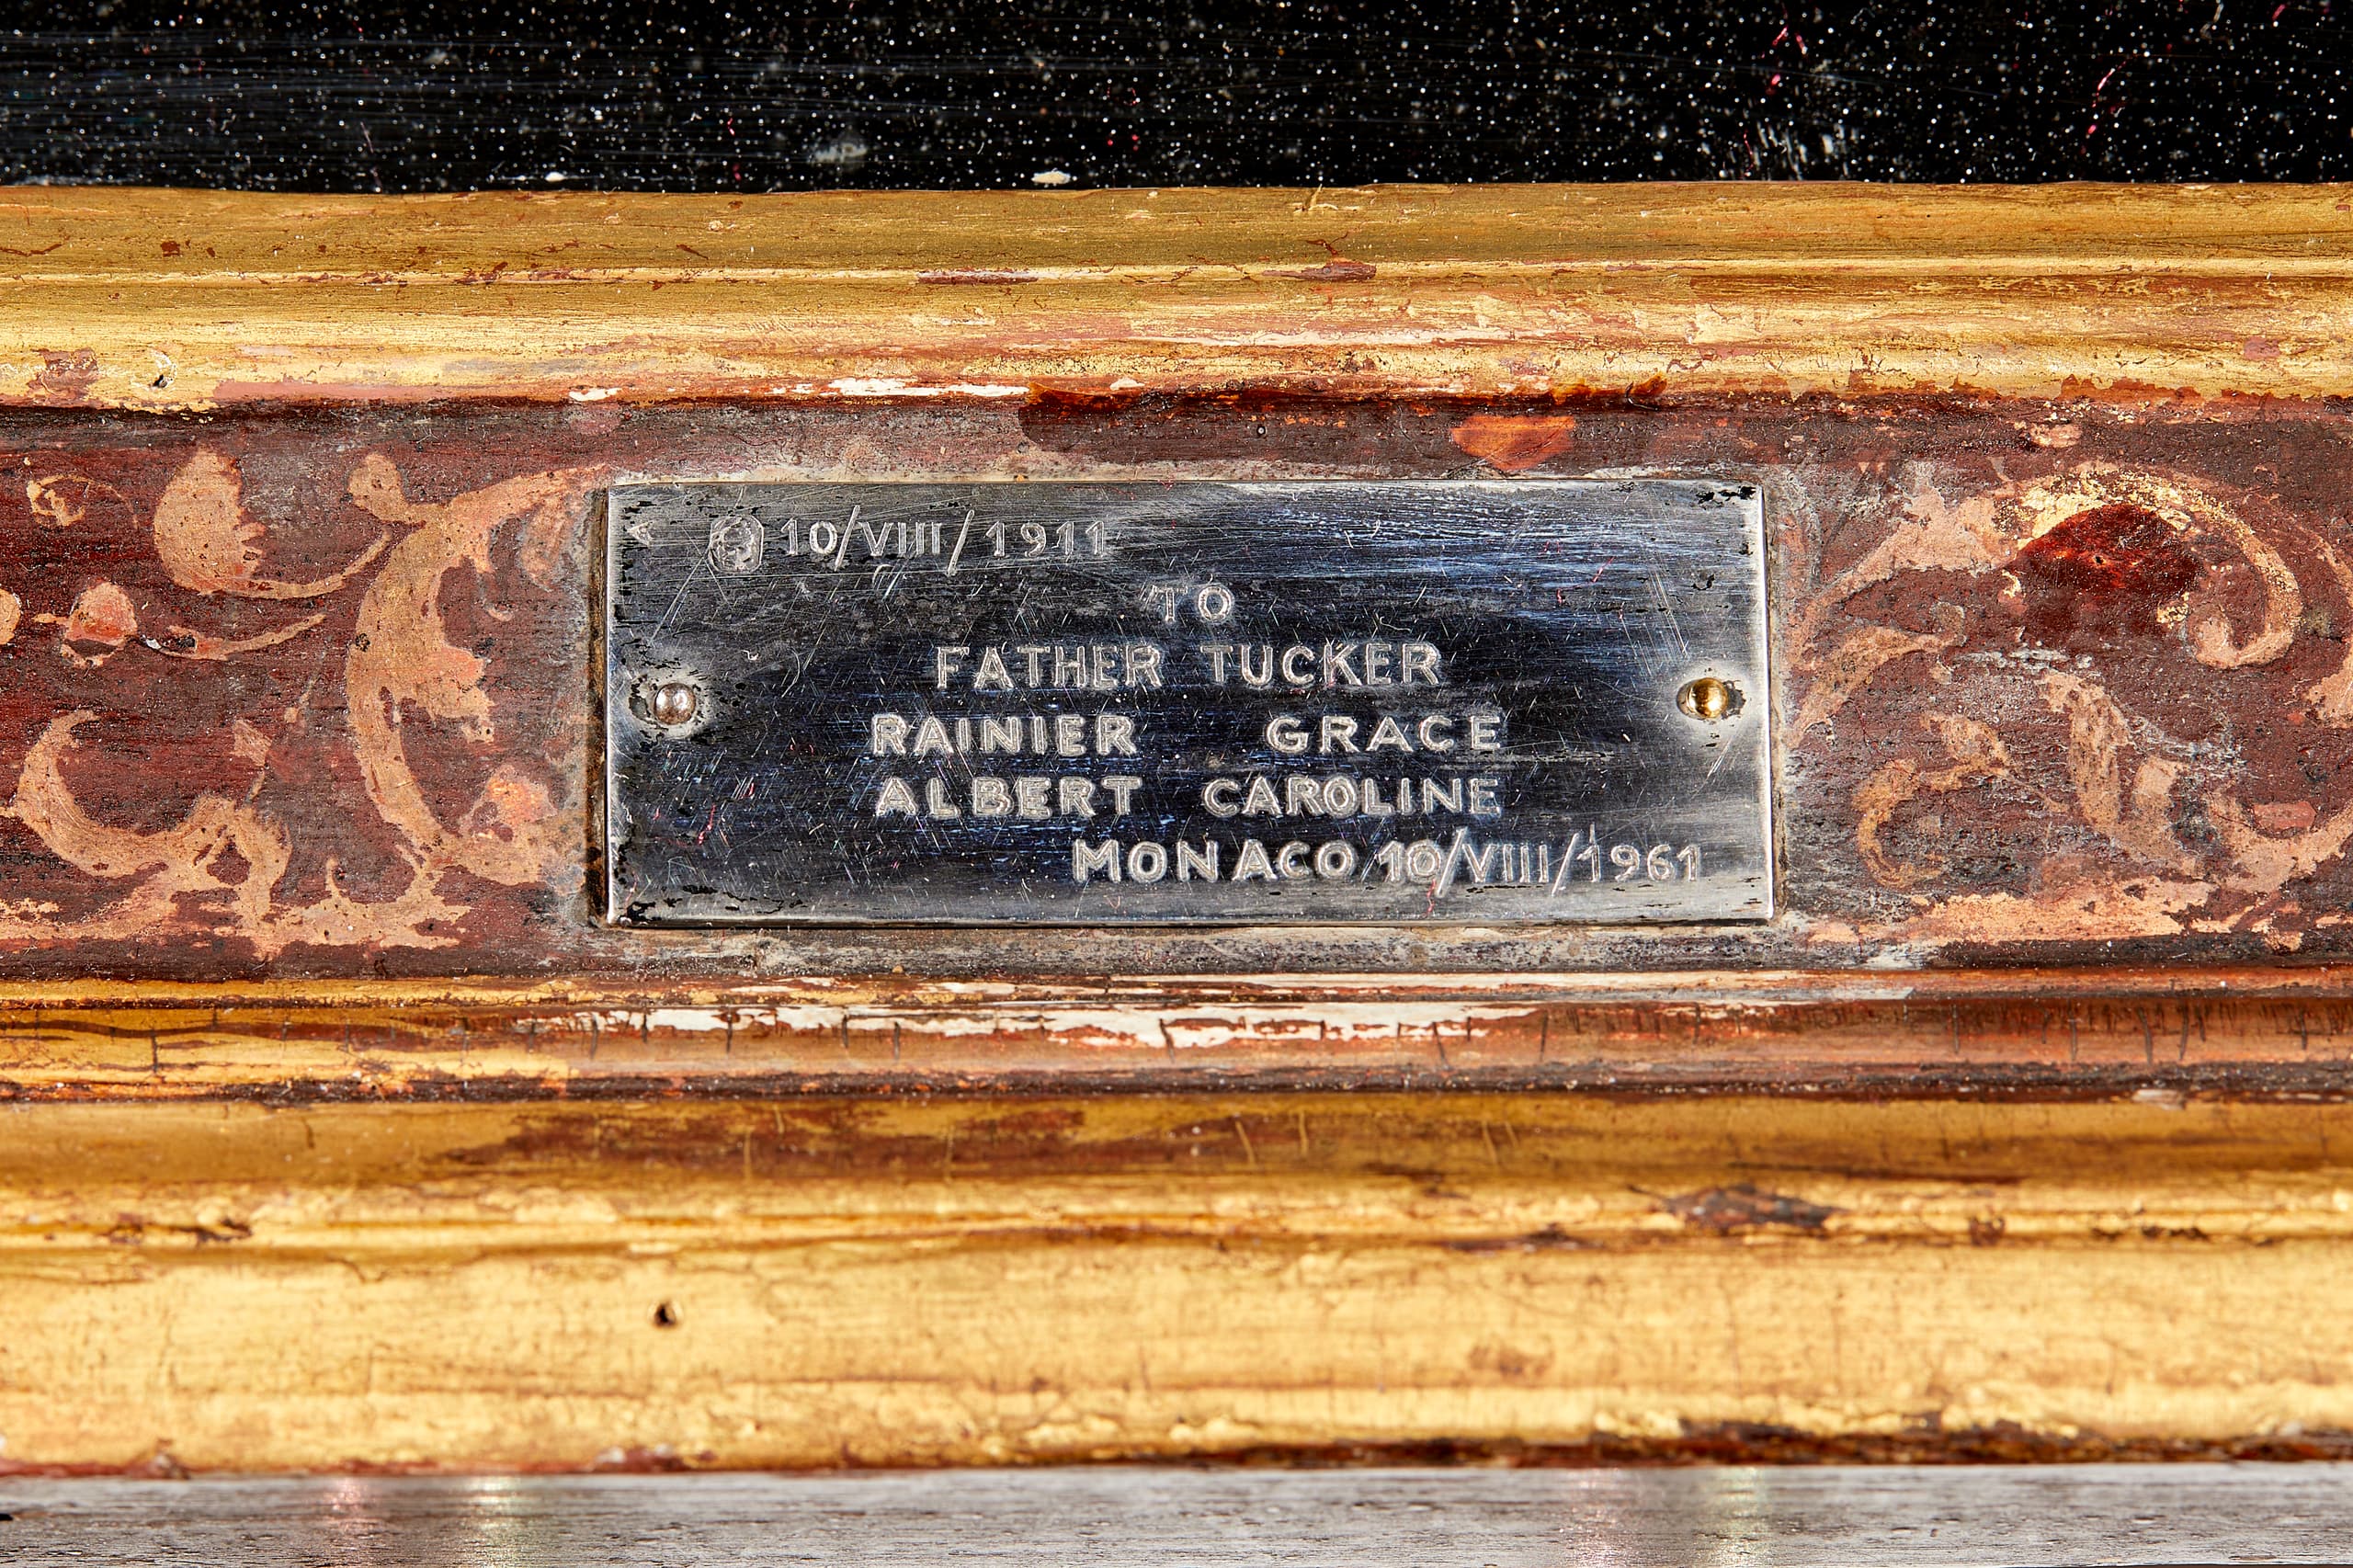 10/VIII/1911
TO
FATHER TUCKER
RAINIER GRACE
ALBERT CAROLINE
MONACO 10/VIII/1961